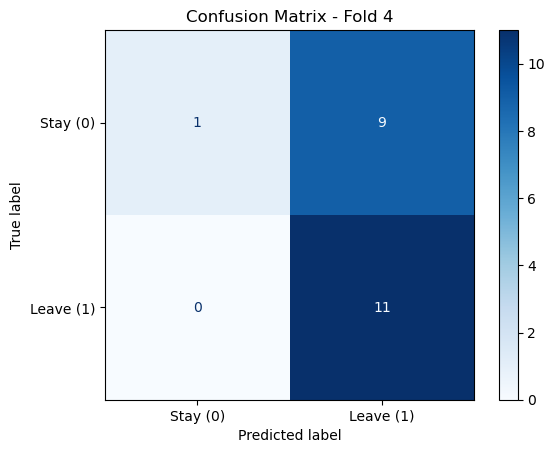 Confusion Matrix - Fold 4
Stay (0)
1
9
Leave (1)
0
11
True label
Stay (0)
Leave (1)
Predicted label
10
8
6
4
2
0